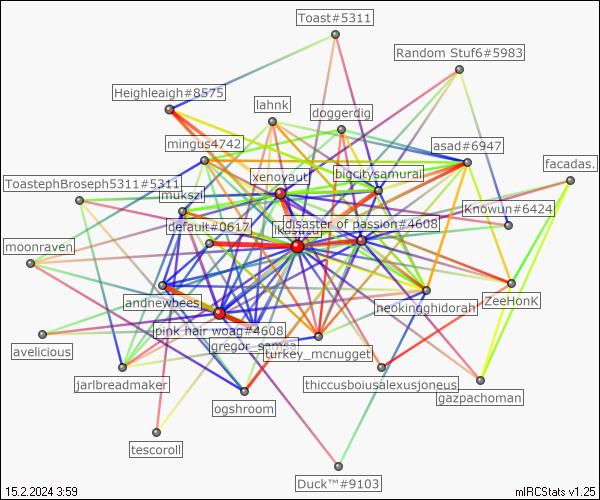 Toast#5311
Random Stuf6#5983
Heighleaigh#8575
lahnk
doggerdig
mingus4742
asad#6947
xenoyaut
bigcitysamurai
facadas.
ToastephBroseph5311#5311
mukszi
Knowun#6424
default#0617
disaster of passion#4608
moonraven
andnewbees
neokingghidorah
ZeeHonK
pink hair woag#4608
gregor_samsa
turkey_mcnugget
avelicious
jarlbreadmaker
thiccusboiusalexusjoneus
gazpachoman
ogshroom
tescoroll
Duck™#9103
15.2.2024 3:59
mIRCStats v1.25